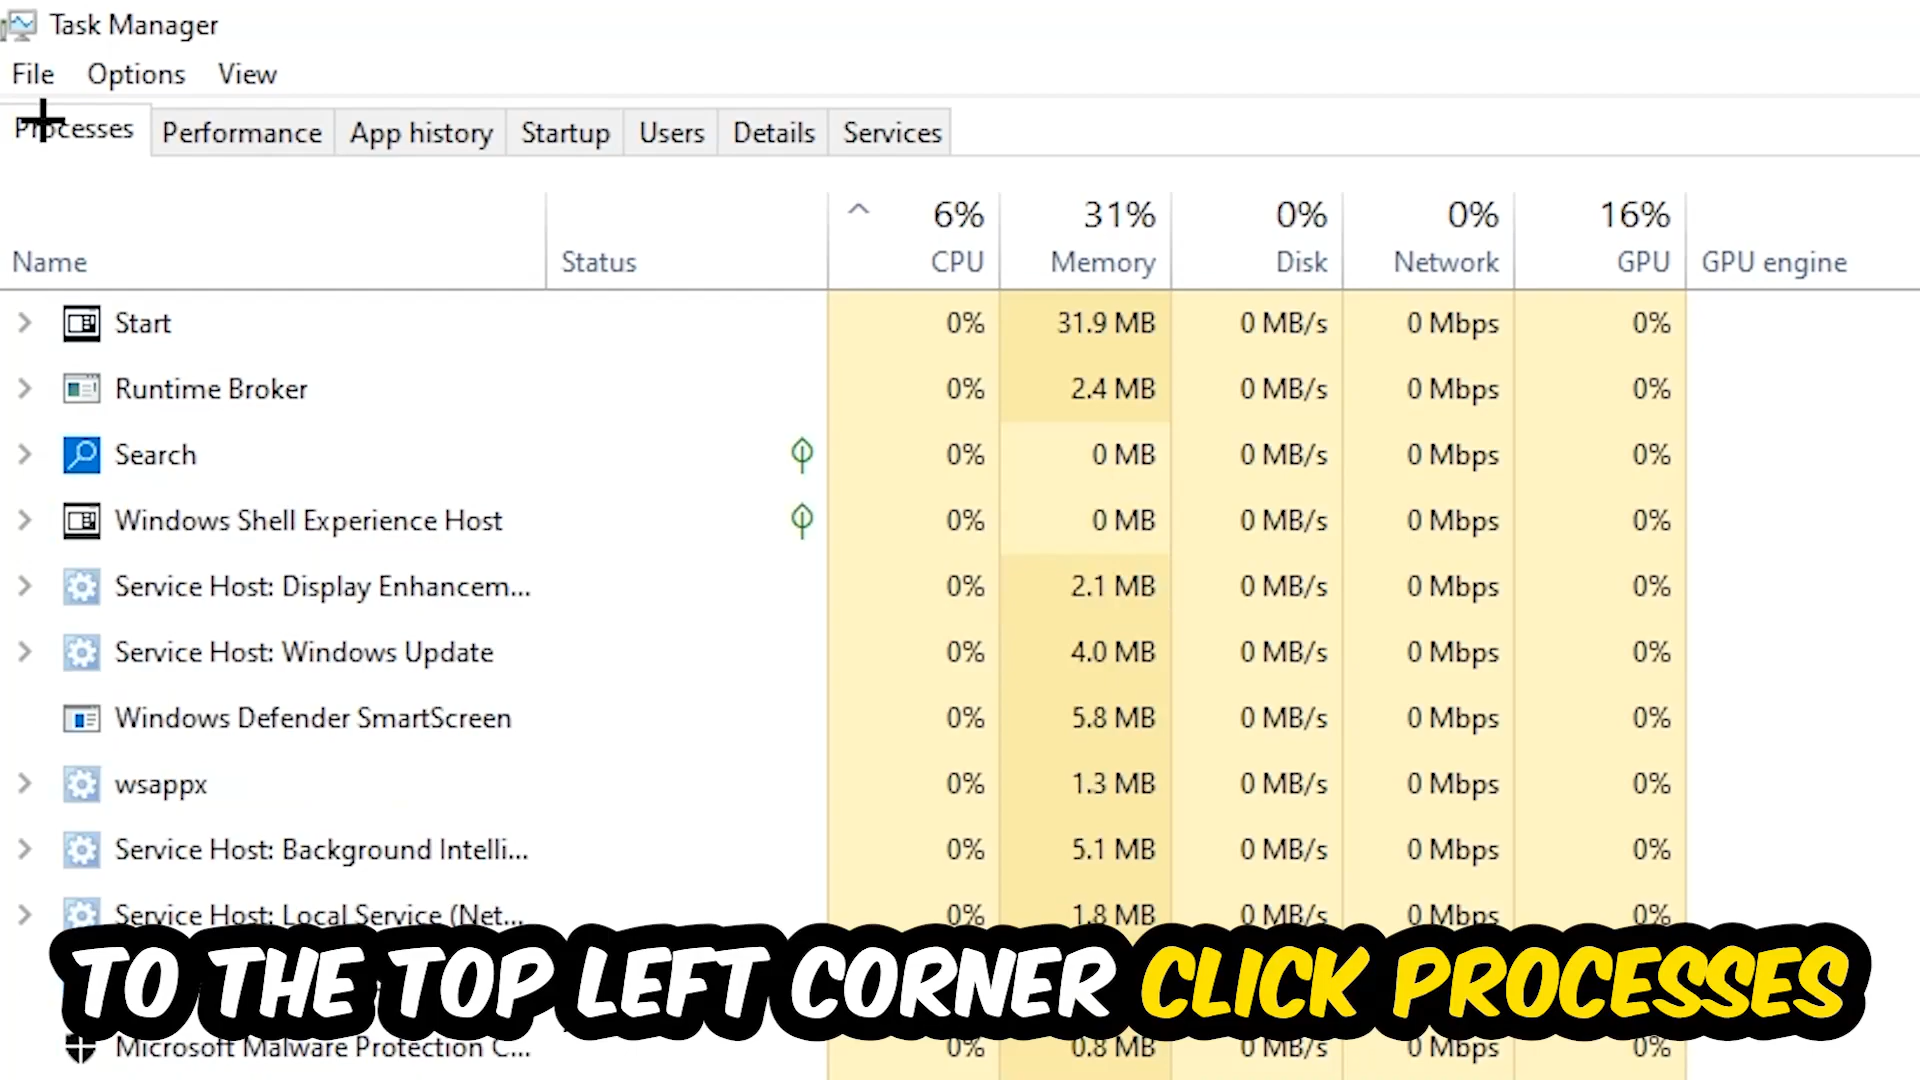 Task Manager
File Options View
Processes Performance App history Startup Users Details Services
6% 31% 0% 0% 16%
Name Status CPU Memory Disk Network GPU GPU engine
Start 0% 31.9 MB 0 MB/s 0 Mbps 0%
Runtime Broker 0% 2.4 MB 0 MB/s 0 Mbps 0%
Search 0% 0 MB 0 MB/s 0 Mbps 0%
Windows Shell Experience Host 0% 0 MB 0 MB/s 0 Mbps 0%
Service Host: Display Enhancem... 0% 2.1 MB 0 MB/s 0 Mbps 0%
Service Host: Windows Update 0% 4.0 MB 0 MB/s 0 Mbps 0%
Windows Defender SmartScreen 0% 5.8 MB 0 MB/s 0 Mbps 0%
wsappx 0% 1.3 MB 0 MB/s 0 Mbps 0%
Service Host: Background Intelli... 0% 5.1 MB 0 MB/s 0 Mbps 0%
Service Host: Local Service (Net... 0% 1.8 MB 0 MB/s 0 Mbps 0%
TO THE TOP LEFT CORNER CLICK PROCESSES
Microsoft Malware Protection C... 0% 0.8 MB 0 MB/s 0 Mbps 0%